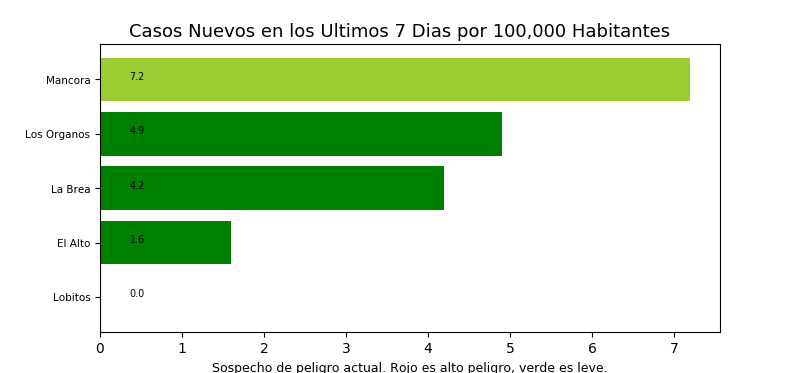 Casos Nuevos en los Ultimos 7 Dias por 100,000 Habitantes
Mancora 7.2
Los Organos 4.9
La Brea 4.2
El Alto 1.6
Lobitos 0.0
0 1 2 3 4 5 6 7
Sospecho de peligro actual. Rojo es alto peligro, verde es leve.